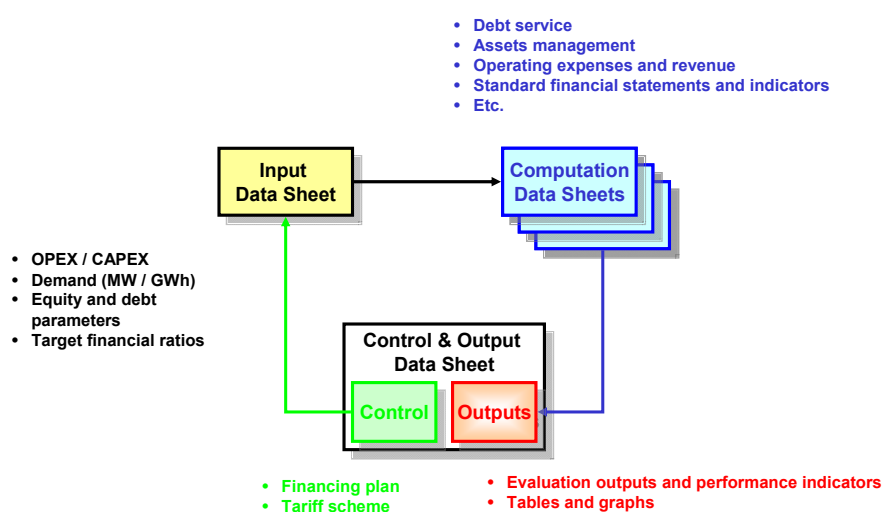 • Debt service
• Assets management
• Operating expenses and revenue
• Standard financial statements and indicators
• Etc.
Input
Data Sheet
Computation
Data Sheets
• OPEX / CAPEX
• Demand (MW / GWh)
• Equity and debt
parameters
• Target financial ratios
Control & Output
Data Sheet
Control
Outputs
• Financing plan
• Tariff scheme
• Evaluation outputs and performance indicators
• Tables and graphs